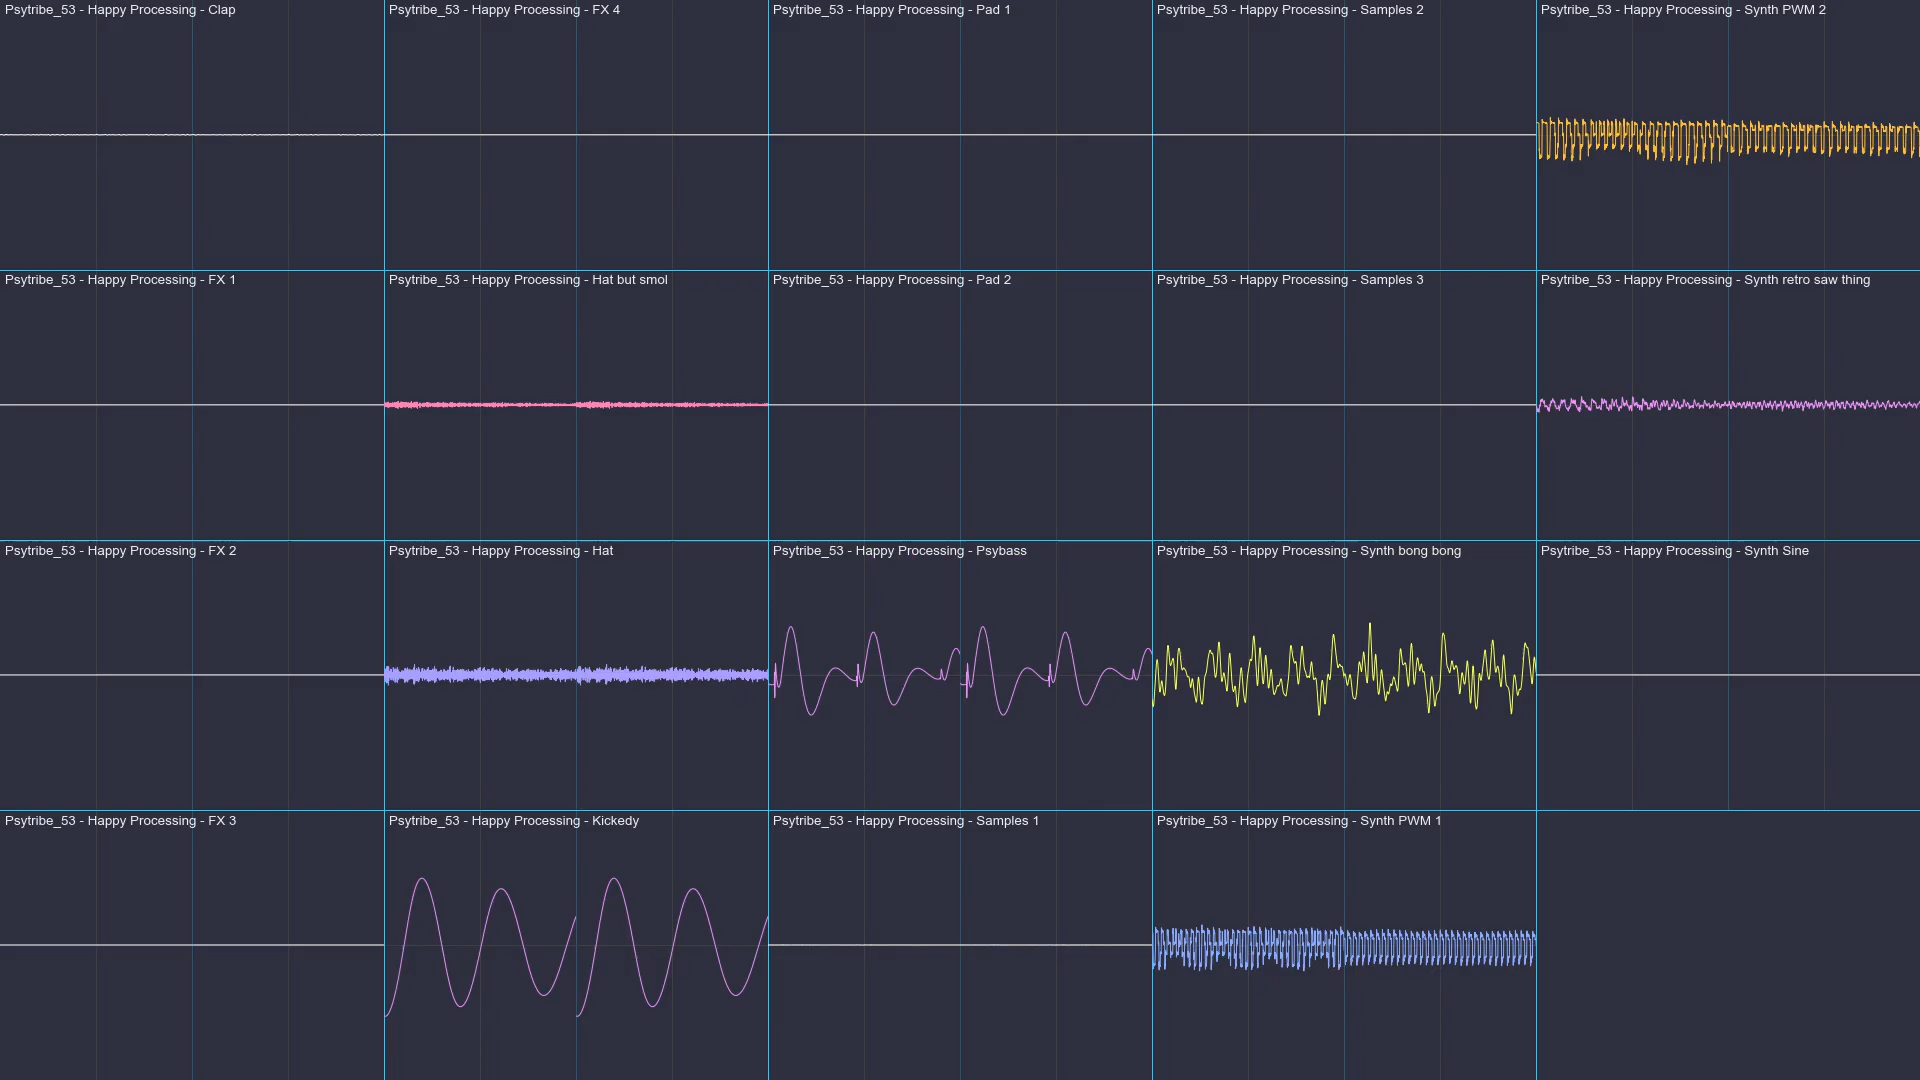 Psytribe_53 - Happy Processing - Clap
Psytribe_53 - Happy Processing - FX 4
Psytribe_53 - Happy Processing - Pad 1
Psytribe_53 - Happy Processing - Samples 2
Psytribe_53 - Happy Processing - Synth PWM 2
Psytribe_53 - Happy Processing - FX 1
Psytribe_53 - Happy Processing - Hat but smol
Psytribe_53 - Happy Processing - Pad 2
Psytribe_53 - Happy Processing - Samples 3
Psytribe_53 - Happy Processing - Synth retro saw thing
Psytribe_53 - Happy Processing - FX 2
Psytribe_53 - Happy Processing - Hat
Psytribe_53 - Happy Processing - Psybass
Psytribe_53 - Happy Processing - Synth bong bong
Psytribe_53 - Happy Processing - Synth Sine
Psytribe_53 - Happy Processing - FX 3
Psytribe_53 - Happy Processing - Kickedy
Psytribe_53 - Happy Processing - Samples 1
Psytribe_53 - Happy Processing - Synth PWM 1